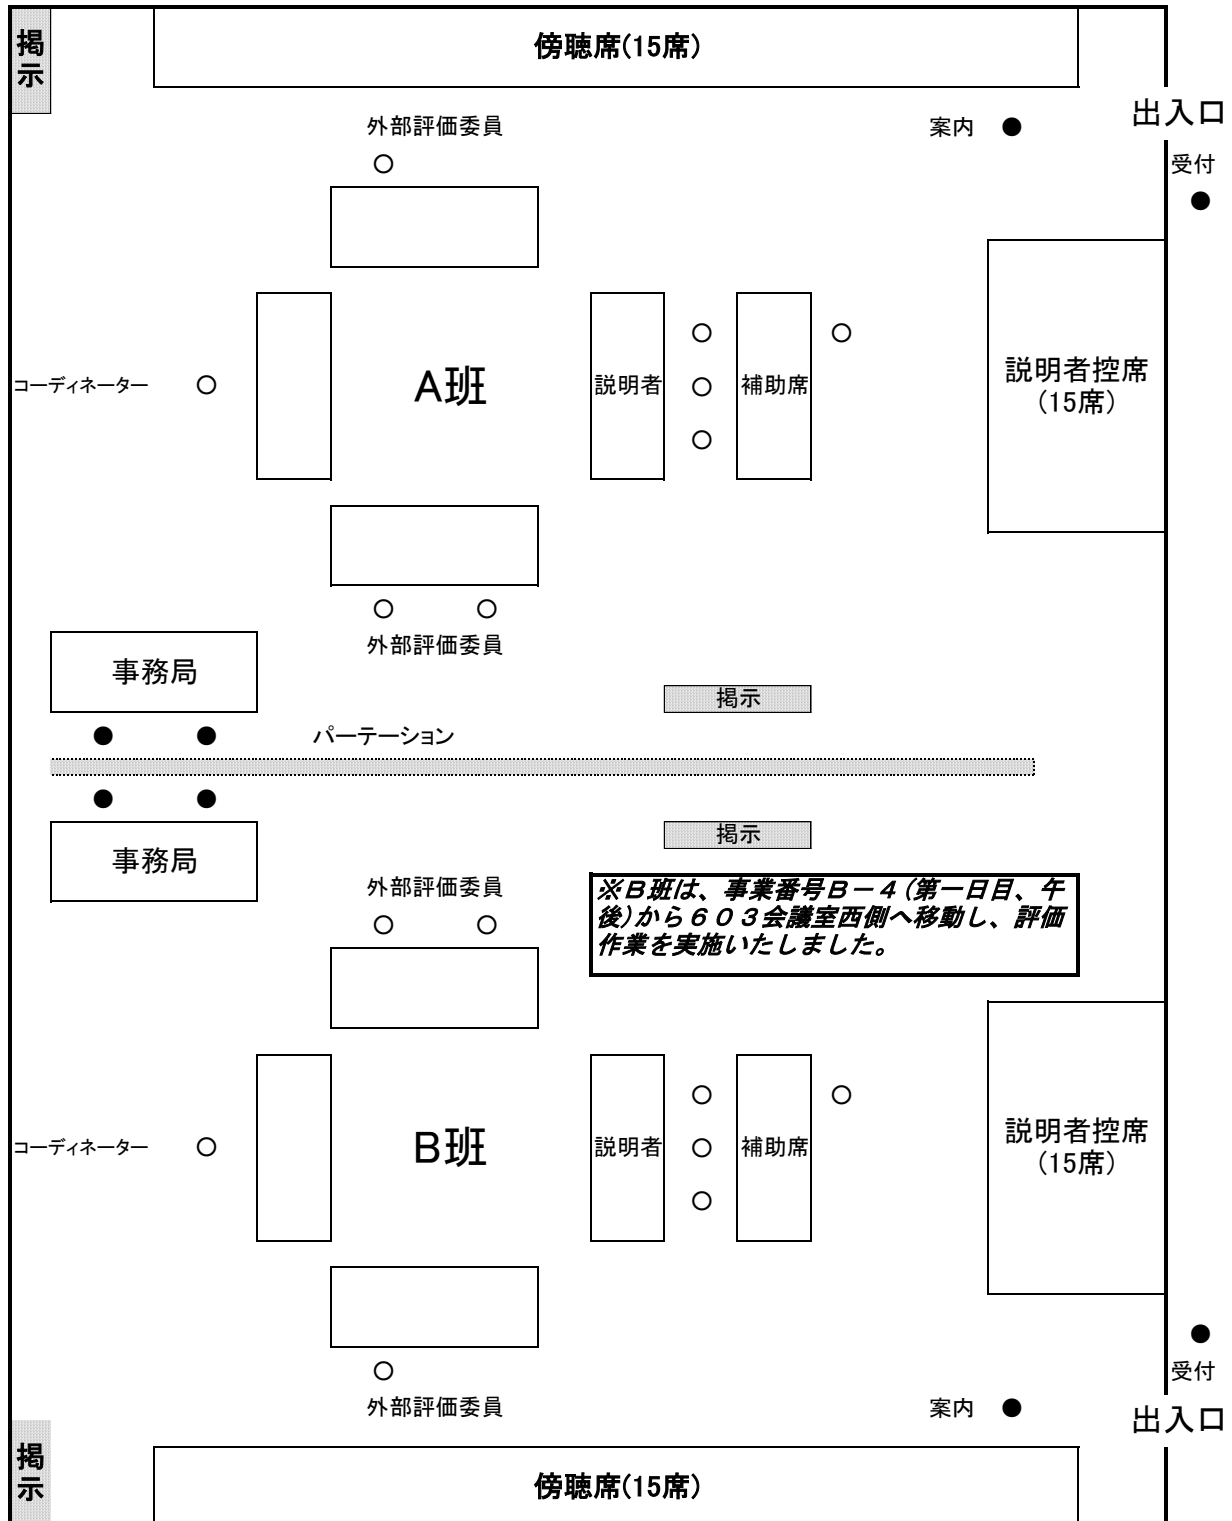 掲
示
傍聴席(15席)
外部評価委員
案内
出入口
受付
コーディネーター
A班
説明者
補助席
説明者控席
(15席)
外部評価委員
事務局
掲示
パーテーション
事務局
掲示
外部評価委員
※B班は、事業番号B-4(第一日目、午
後)から603会議室西側へ移動し、評価
作業を実施いたしました。
コーディネーター
B班
説明者
補助席
説明者控席
(15席)
受付
外部評価委員
案内
出入口
掲
示
傍聴席(15席)